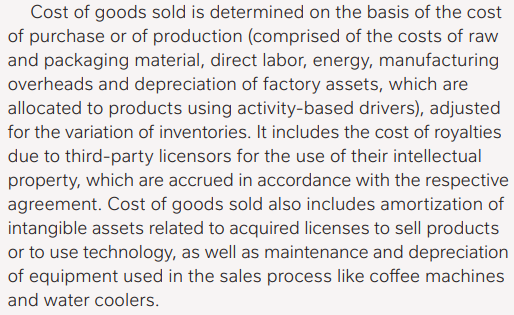 Cost of goods sold is determined on the basis of the cost
of purchase or of production (comprised of the costs of raw
and packaging material, direct labor, energy, manufacturing
overheads and depreciation of factory assets, which are
allocated to products using activity-based drivers), adjusted
for the variation of inventories. It includes the cost of royalties
due to third-party licensors for the use of their intellectual
property, which are accrued in accordance with the respective
agreement. Cost of goods sold also includes amortization of
intangible assets related to acquired licenses to sell products
or to use technology, as well as maintenance and depreciation
of equipment used in the sales process like coffee machines
and water coolers.